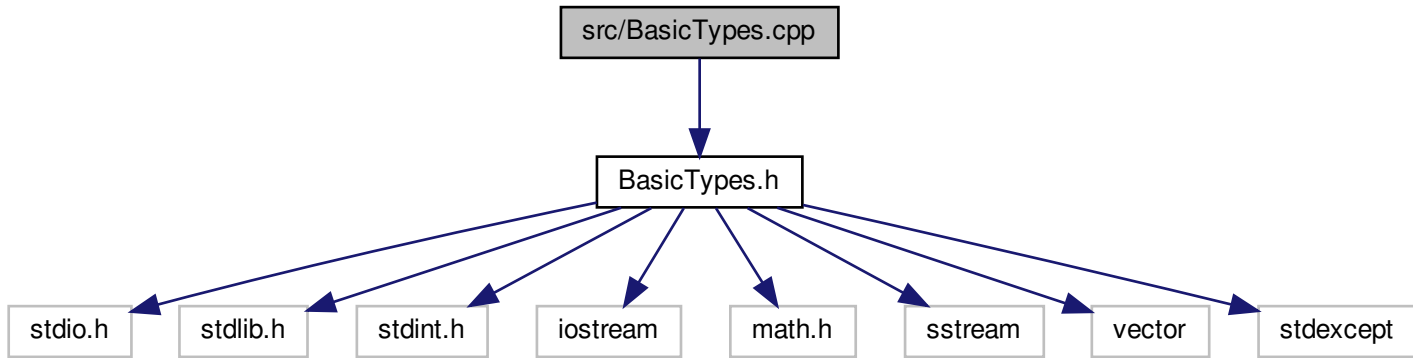 src/BasicTypes.cpp
BasicTypes.h
stdio.h
stdlib.h
stdint.h
iostream
math.h
sstream
vector
stdexcept